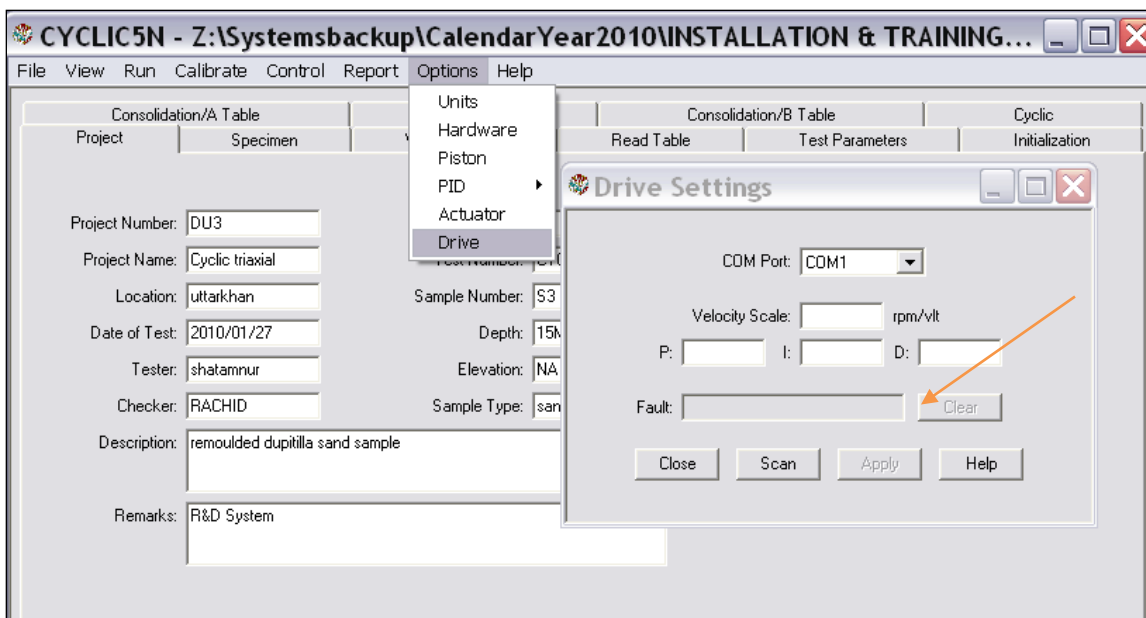 CYCLIC5N - Z:\Systemsbackup\CalendarYear2010\INSTALLATION & TRAINING...
File View Run Calibrate Control Report Options Help
Units
Hardware
Piston
PID
Actuator
Drive
Consolidation/A Table Consolidation/B Table Cyclic
Project Specimen Read Table Test Parameters Initialization
Project Number: DU3
Project Name: Cyclic triaxial
Location: uttarkhan Sample Number: S3
Date of Test: 2010/01/27 Depth:
Tester: shatamnur Elevation: NA
Checker: RACHID Sample Type:
Description: remoulded dupitilla sand sample
Remarks: R&D System
Drive Settings
COM Port: COM1
Velocity Scale: rpm/vlt
P: I: D:
Fault: Clear
Close Scan Apply Help